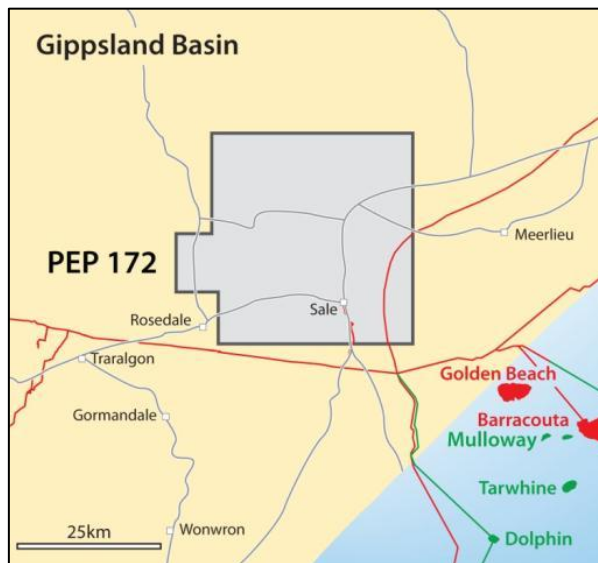 Gippsland Basin
Meerlieu
PEP 172
Sale
Rosedale
Traralgon
Golden Beach
Gormandale
Barracouta
Mulloway
Tarwhine
25km
Wonwron
Dolphin